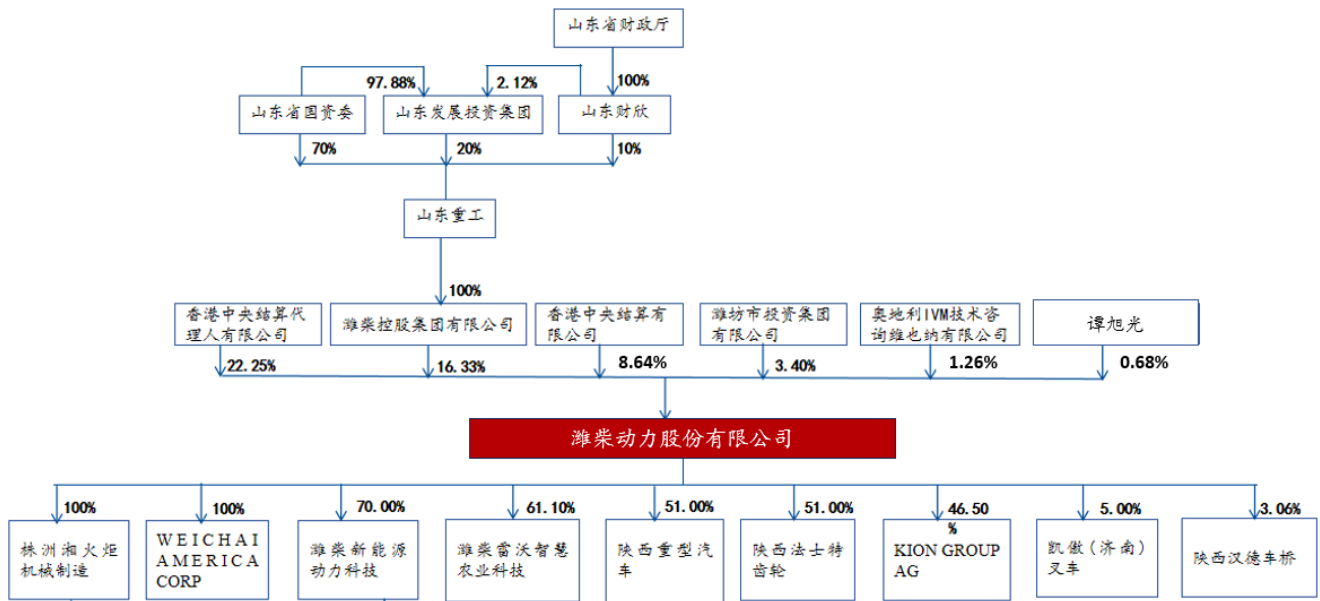 山东省财政厅
97.88%
2.12%
100%
山东省国资委
山东发展投资集团
山东财欣
70%
20%
10%
山东重工
100%
香港中央结算代
理人有限公司
潍柴控股集团有限公司
香港中央结算有
限公司
潍坊市投资集团
有限公司
奥地利IVM技术咨
询维也纳有限公司
谭旭光
22.25%
16.33%
8.64%
3.40%
1.26%
0.68%
潍柴动力股份有限公司
100%
100%
70.00%
61.10%
51.00%
51.00%
46.50
%
5.00%
3.06%
株洲湘火炬
机械制造
WEICHAI
AMERICA
CORP
潍柴新能源
动力科技
潍柴雷沃智慧
农业科技
陕西重型汽
车
陕西法士特
齿轮
KION GROUP
AG
凯傲(济南)
叉车
陕西汉德车桥